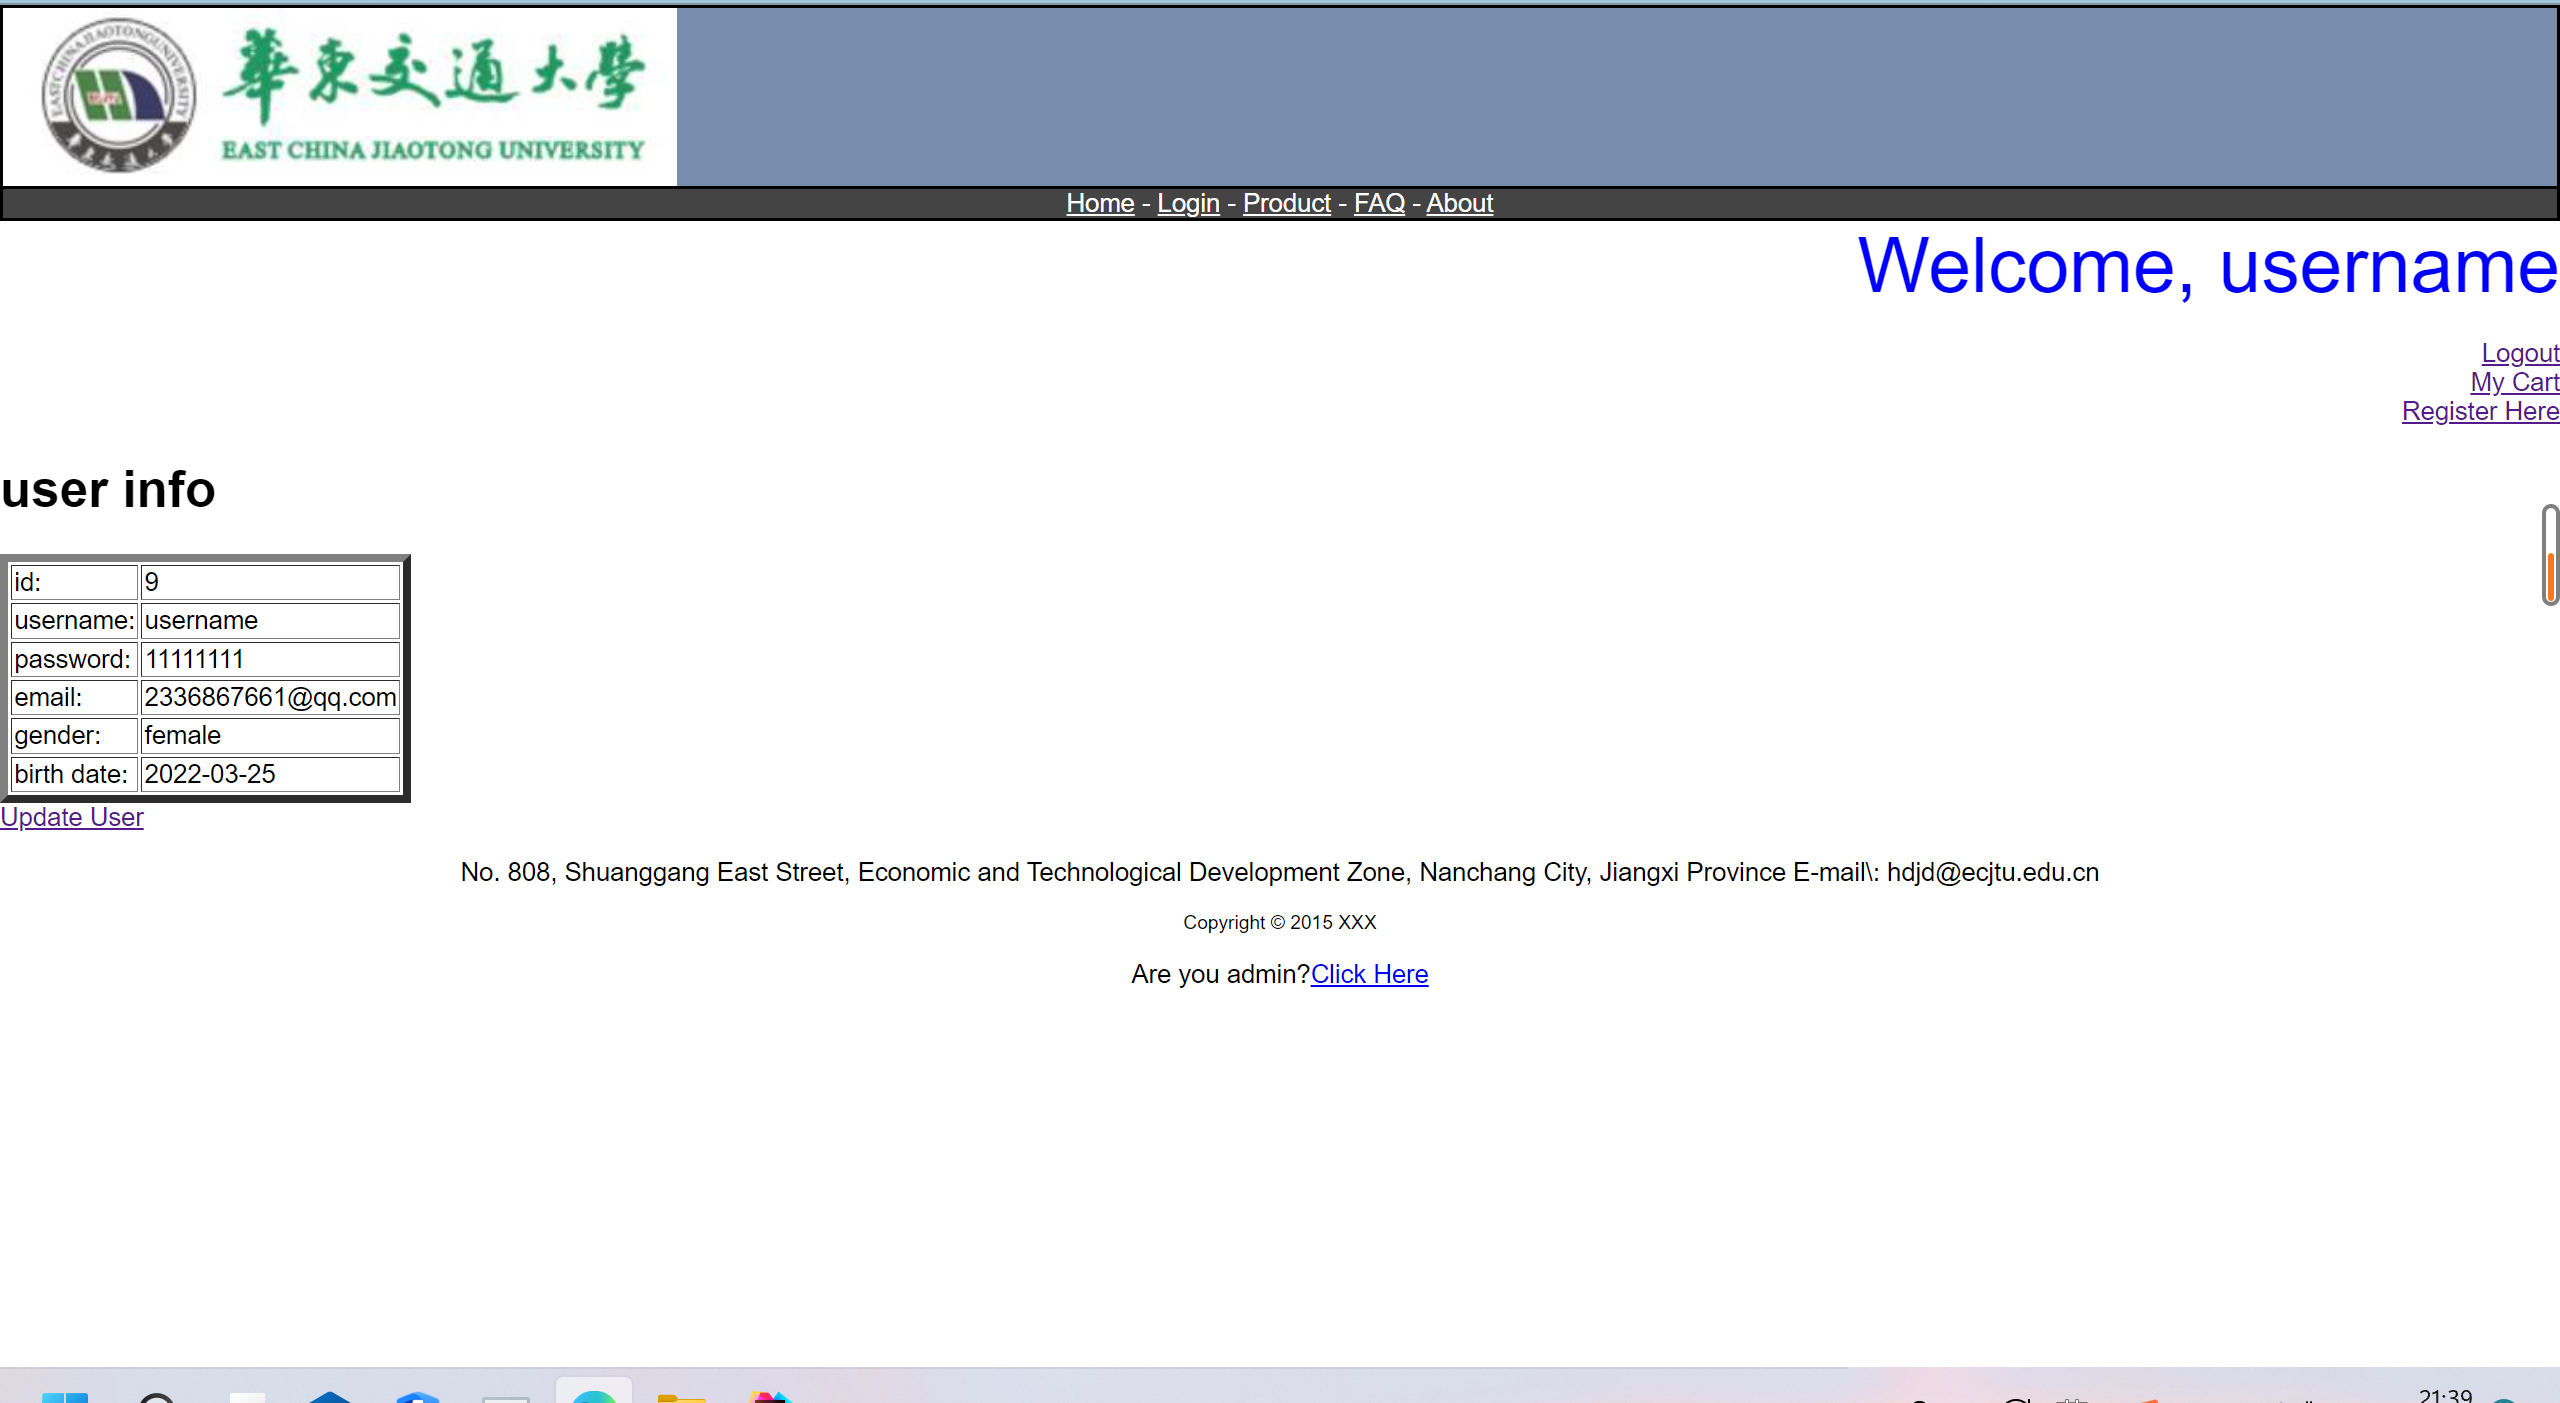 EASTCHINAJIAOTONGUNIVERSITY
華東交通大學
EAST CHINA JIAOTONG UNIVERSITY
Home - Login - Product - FAQ - About
Welcome, username
Logout
My Cart
Register Here
user info
id: 9
username: username
password: 11111111
email: 2336867661@qq.com
gender: female
birth date: 2022-03-25
Update User
No. 808, Shuanggang East Street, Economic and Technological Development Zone, Nanchang City, Jiangxi Province E-mail\: hdjd@ecjtu.edu.cn
Copyright © 2015 XXX
Are you admin?Click Here
21:39